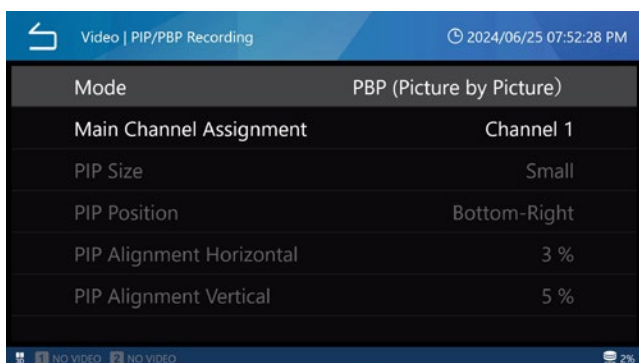 Video | PIP/PBP Recording 2024/06/25 07:52:28 PM
Mode PBP (Picture by Picture)
Main Channel Assignment Channel 1
PIP Size Small
PIP Position Bottom-Right
PIP Alignment Horizontal 3 %
PIP Alignment Vertical 5 %
1 NO VIDEO 2 NO VIDEO 2%